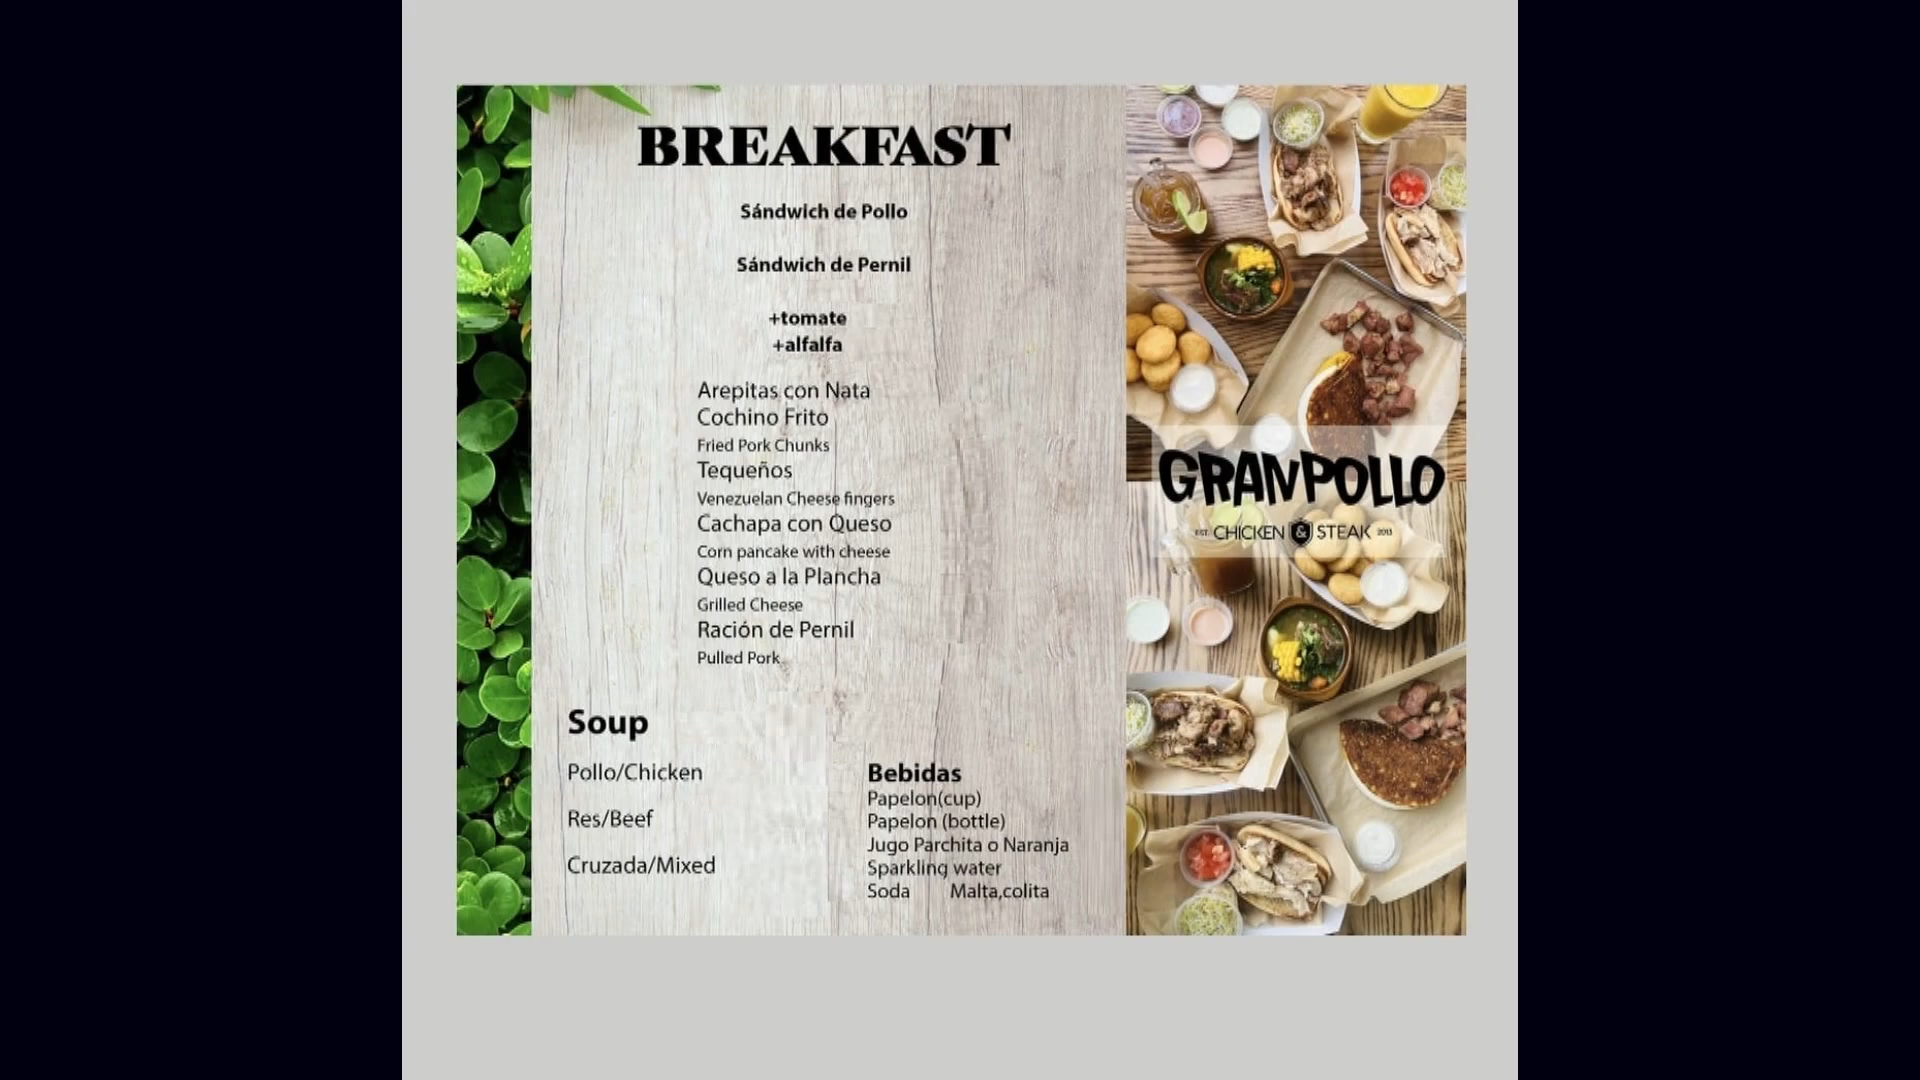 BREAKFAST
Sándwich de Pollo
Sándwich de Pernil
+tomate
+alfalfa
Arepitas con Nata
Cochino Frito
Fried Pork Chunks
Tequeños
Venezuelan Cheese fingers
Cachapa con Queso
Corn pancake with cheese
Queso a la Plancha
Grilled Cheese
Ración de Pernil
Pulled Pork
Soup
Pollo/Chicken
Res/Beef
Cruzada/Mixed
Bebidas
Papelon(cup)
Papelon (bottle)
Jugo Parchita o Naranja
Sparkling water
Soda Malta,colita
GRANPOLLO
EST. CHICKEN & STEAK 2013